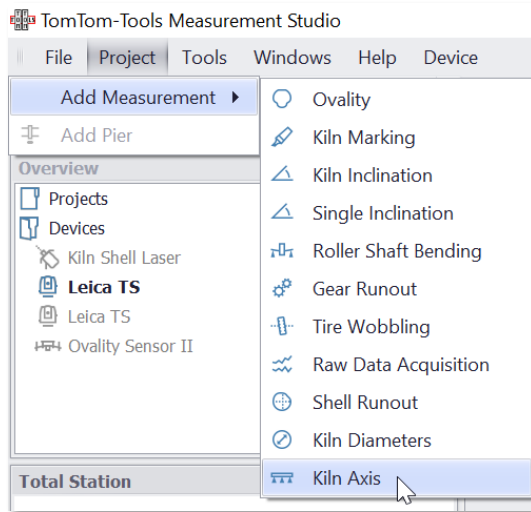 TomTom-Tools Measurement Studio
File Project Tools Windows Help Device
Add Measurement
Add Pier
Ovality
Kiln Marking
Kiln Inclination
Single Inclination
Roller Shaft Bending
Gear Runout
Tire Wobbling
Raw Data Acquisition
Shell Runout
Kiln Diameters
Kiln Axis
Overview
Projects
Devices
Kiln Shell Laser
Leica TS
Leica TS
Ovality Sensor II
Total Station